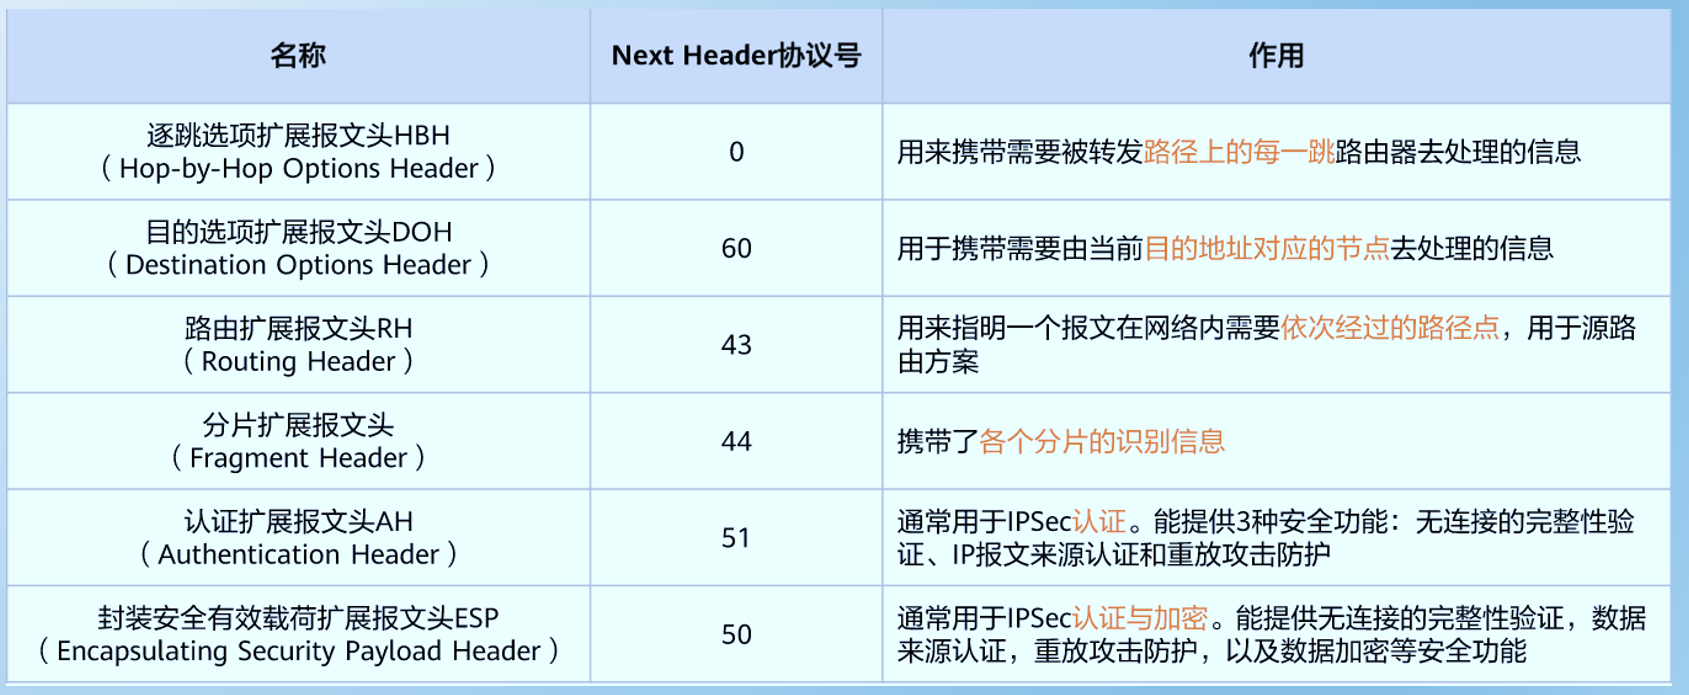 名称
Next Header协议号
作用
逐跳选项扩展报文头HBH
（Hop-by-Hop Options Header）
0
用来携带需要被转发路径上的每一跳路由器去处理的信息
目的选项扩展报文头DOH
（Destination Options Header）
60
用于携带需要由当前目的地址对应的节点去处理的信息
路由扩展报文头RH
（Routing Header）
43
用来指明一个报文在网络内需要依次经过的路径点，用于源路
由方案
分片扩展报文头
（Fragment Header）
44
携带了各个分片的识别信息
认证扩展报文头AH
（Authentication Header）
51
通常用于IPSec认证。能提供3种安全功能：无连接的完整性验
证、IP报文来源认证和重放攻击防护
封装安全有效载荷扩展报文头ESP
（Encapsulating Security Payload Header）
50
通常用于IPSec认证与加密。能提供无连接的完整性验证，数据
来源认证，重放攻击防护，以及数据加密等安全功能